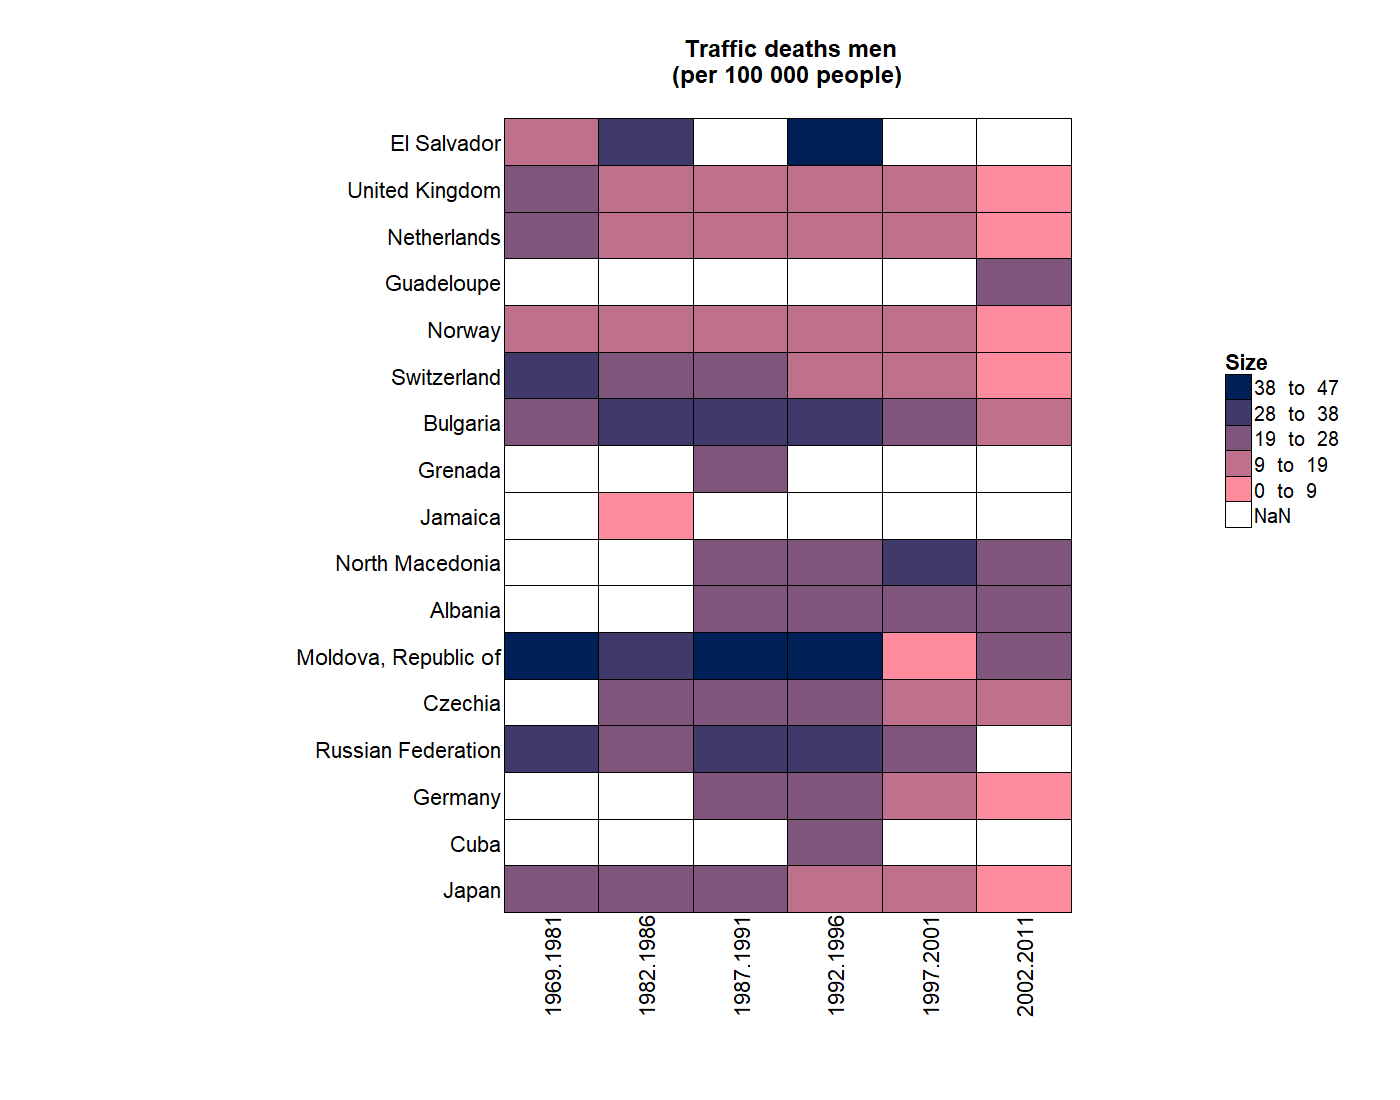 Traffic deaths men
(per 100 000 people)
El Salvador
United Kingdom
Netherlands
Guadeloupe
Norway
Switzerland
Bulgaria
Grenada
Jamaica
North Macedonia
Albania
Moldova, Republic of
Czechia
Russian Federation
Germany
Cuba
Japan
1969.1981
1982.1986
1987.1991
1992.1996
1997.2001
2002.2011
Size
38 to 47
28 to 38
19 to 28
9 to 19
0 to 9
NaN